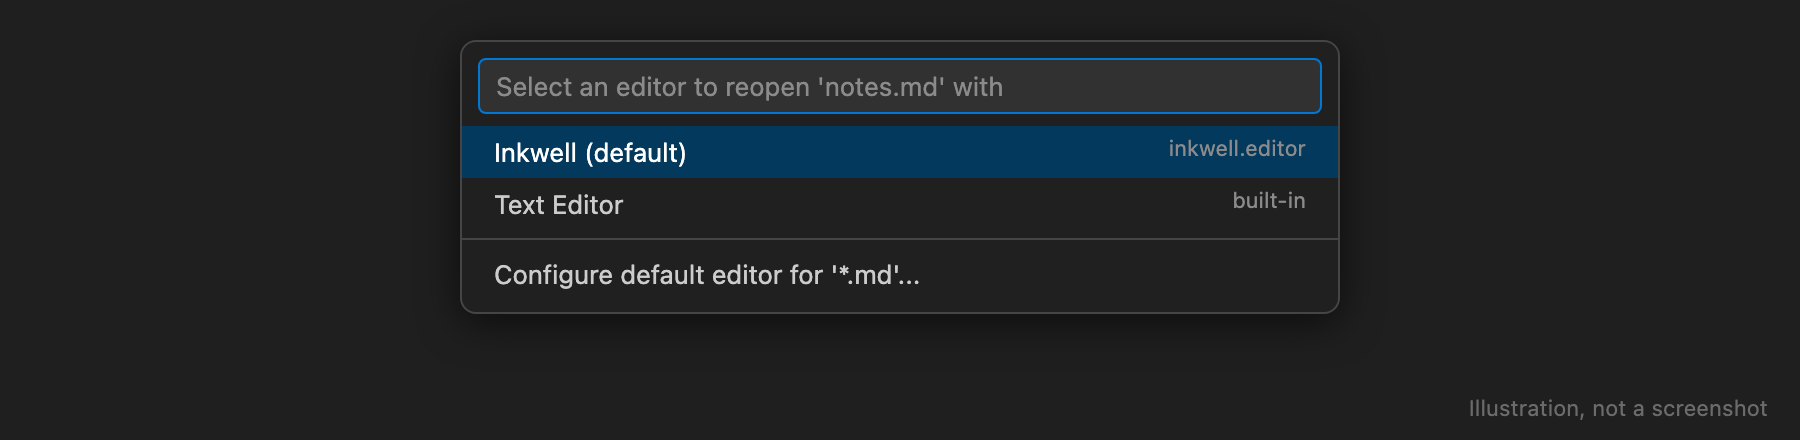 Select an editor to reopen 'notes.md' with
Inkwell (default) inkwell.editor
Text Editor built-in
Configure default editor for '*.md'...
Illustration, not a screenshot